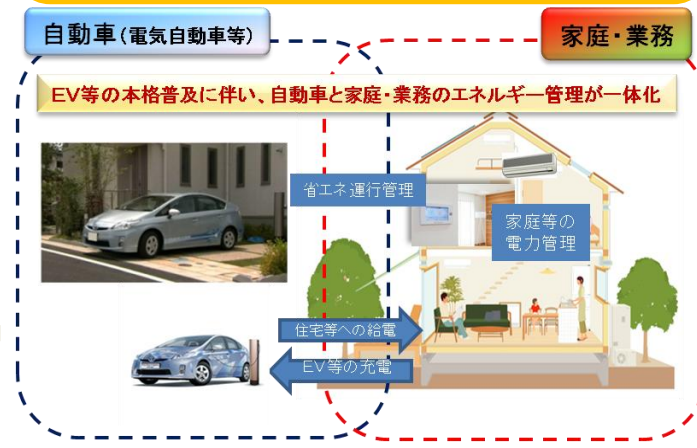 自動車(電気自動車等)
家庭・業務
EV等の本格普及に伴い、自動車と家庭・業務のエネルギー管理が一体化
省エネ運行管理
家庭等の
電力管理
住宅等への給電
EV等の充電